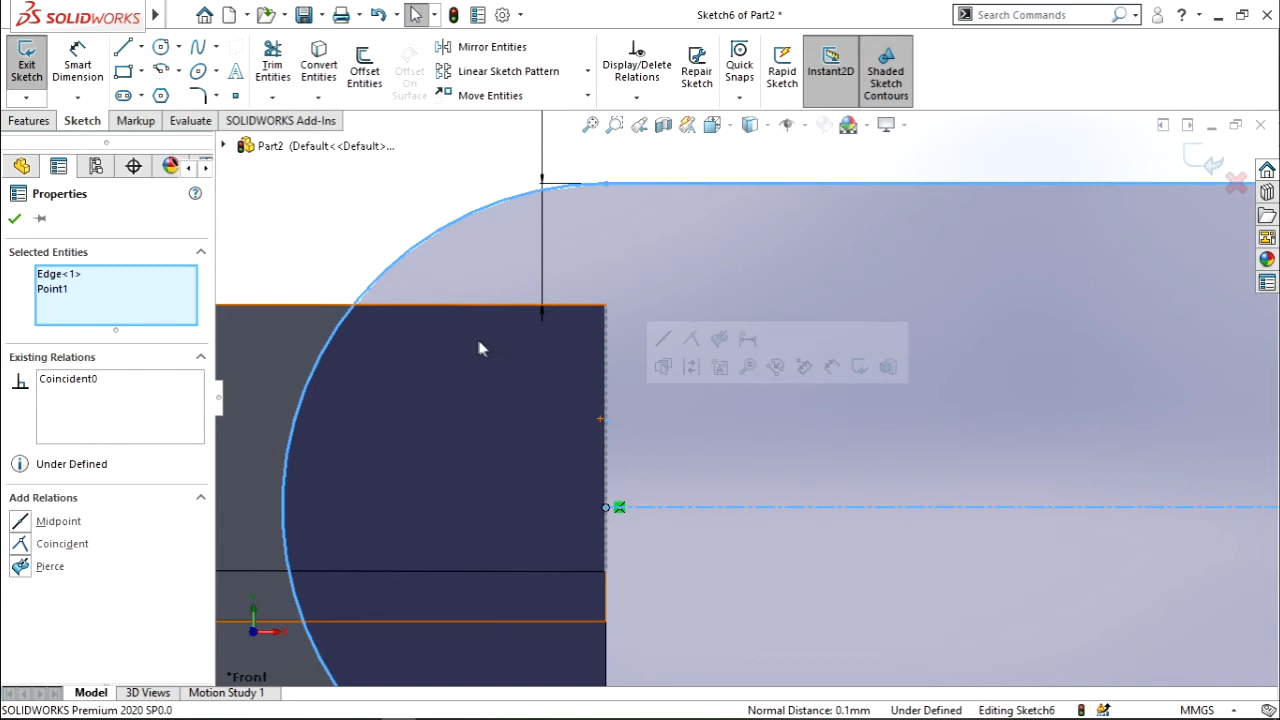 SOLIDWORKS
Sketch6 of Part2 *
Search Commands
?
Exit Sketch
Smart Dimension
Trim Entities
Convert Entities
Offset Entities
Offset On Surface
Mirror Entities
Linear Sketch Pattern
Move Entities
Display/Delete Relations
Repair Sketch
Quick Snaps
Rapid Sketch
Instant2D
Shaded Sketch Contours
Features
Sketch
Markup
Evaluate
SOLIDWORKS Add-Ins
Part2 (Default<<Default>...
Properties
Selected Entities
Edge<1>
Point1
Existing Relations
Coincident0
Under Defined
Add Relations
Midpoint
Coincident
Pierce
*Front
Model
3D Views
Motion Study 1
SOLIDWORKS Premium 2020 SP0.0
Normal Distance: 0.1mm
Under Defined
Editing Sketch6
MMGS